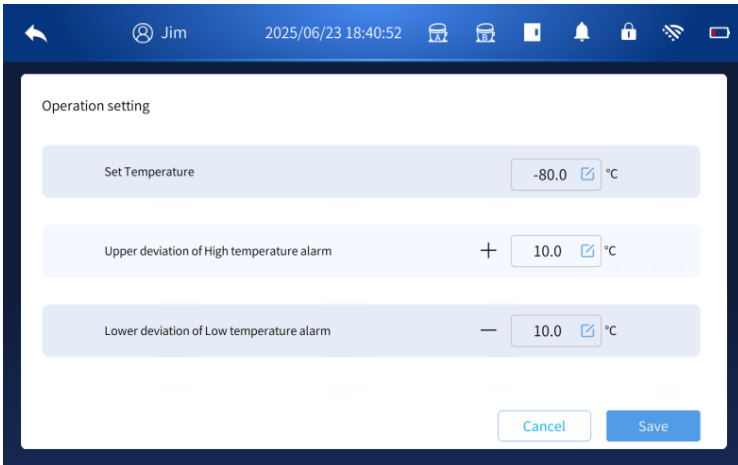 Jim 2025/06/23 18:40:52 A B
Operation setting
Set Temperature -80.0 °C
Upper deviation of High temperature alarm + 10.0 °C
Lower deviation of Low temperature alarm — 10.0 °C
Cancel Save